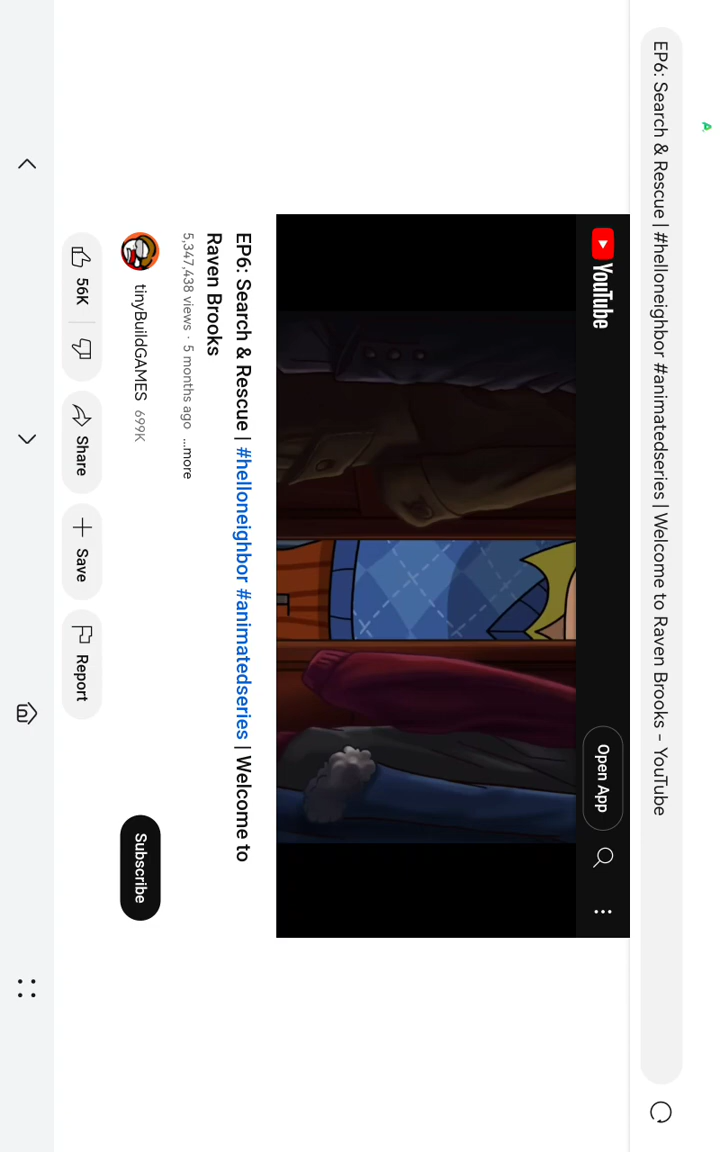 EP6: Search & Rescue | #helloneighbor #animatedseries | Welcome to Raven Brooks - YouTube
YouTube
Open App
EP6: Search & Rescue | #helloneighbor #animatedseries | Welcome to
Raven Brooks
5,347,438 views · 5 months ago ...more
tinyBuildGAMES 699K
Subscribe
56K
Share
Save
Report